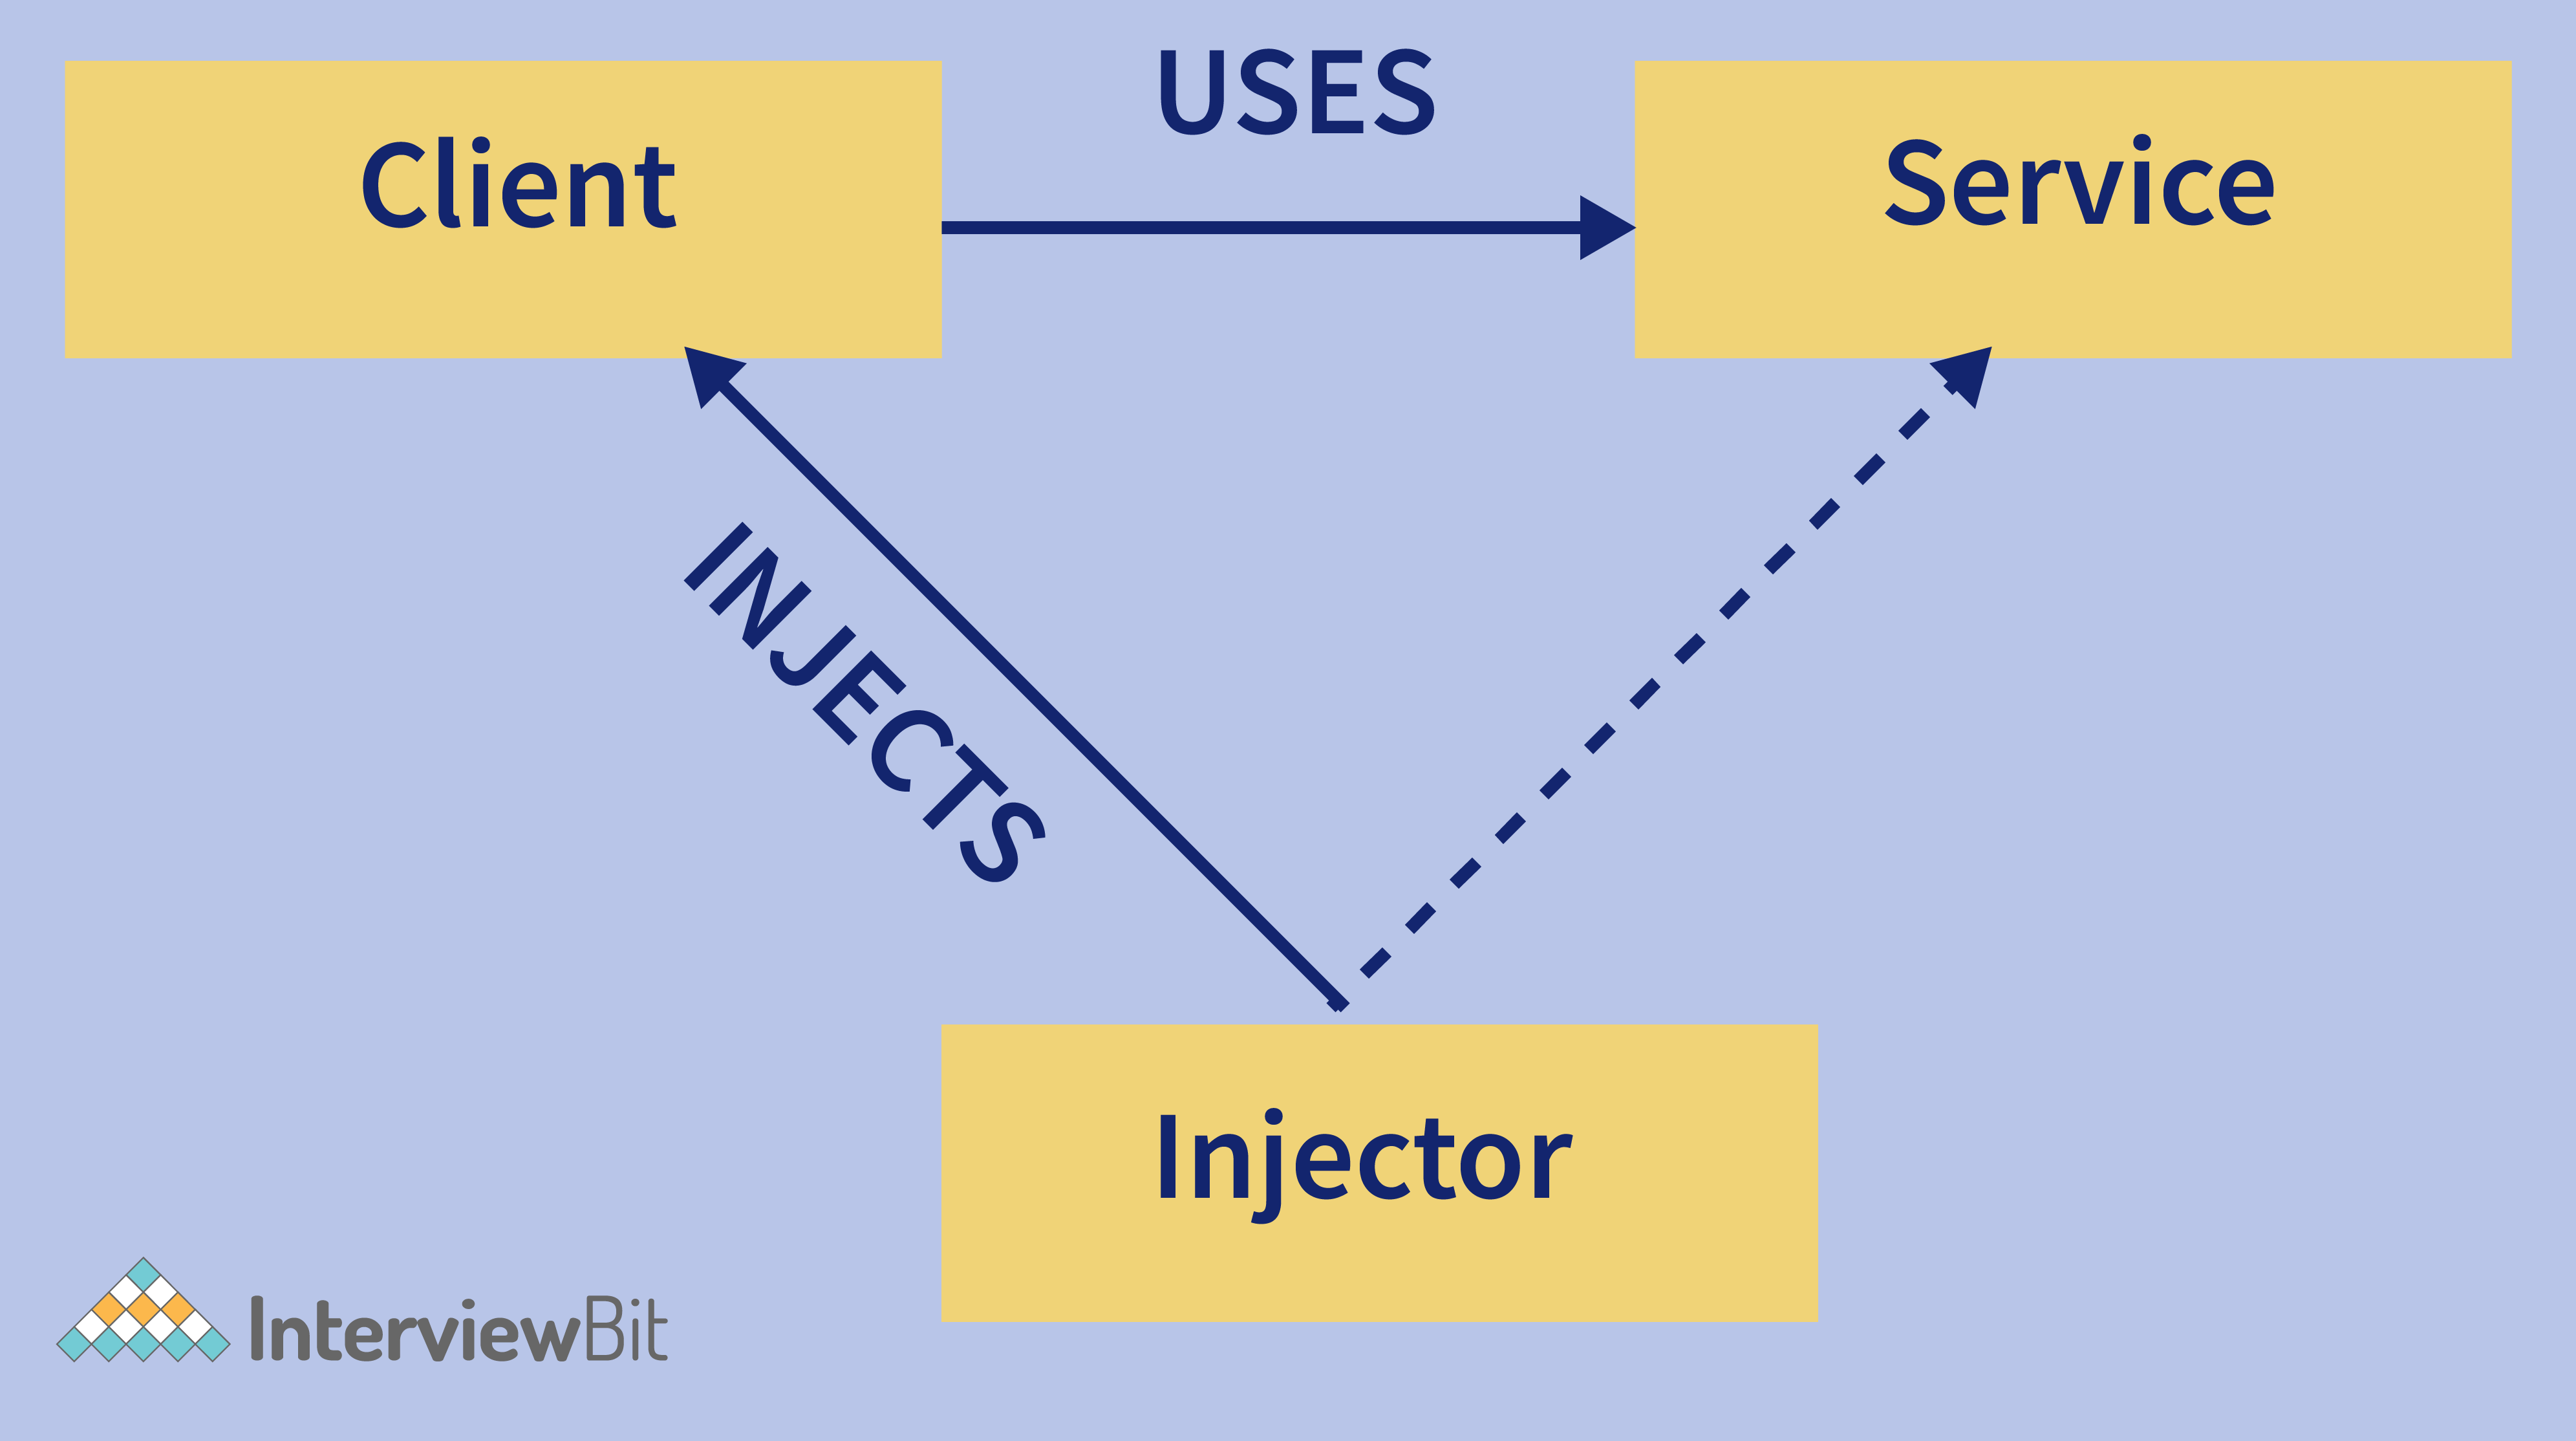 USES
Client
Service
INJECTS
Injector
InterviewBit